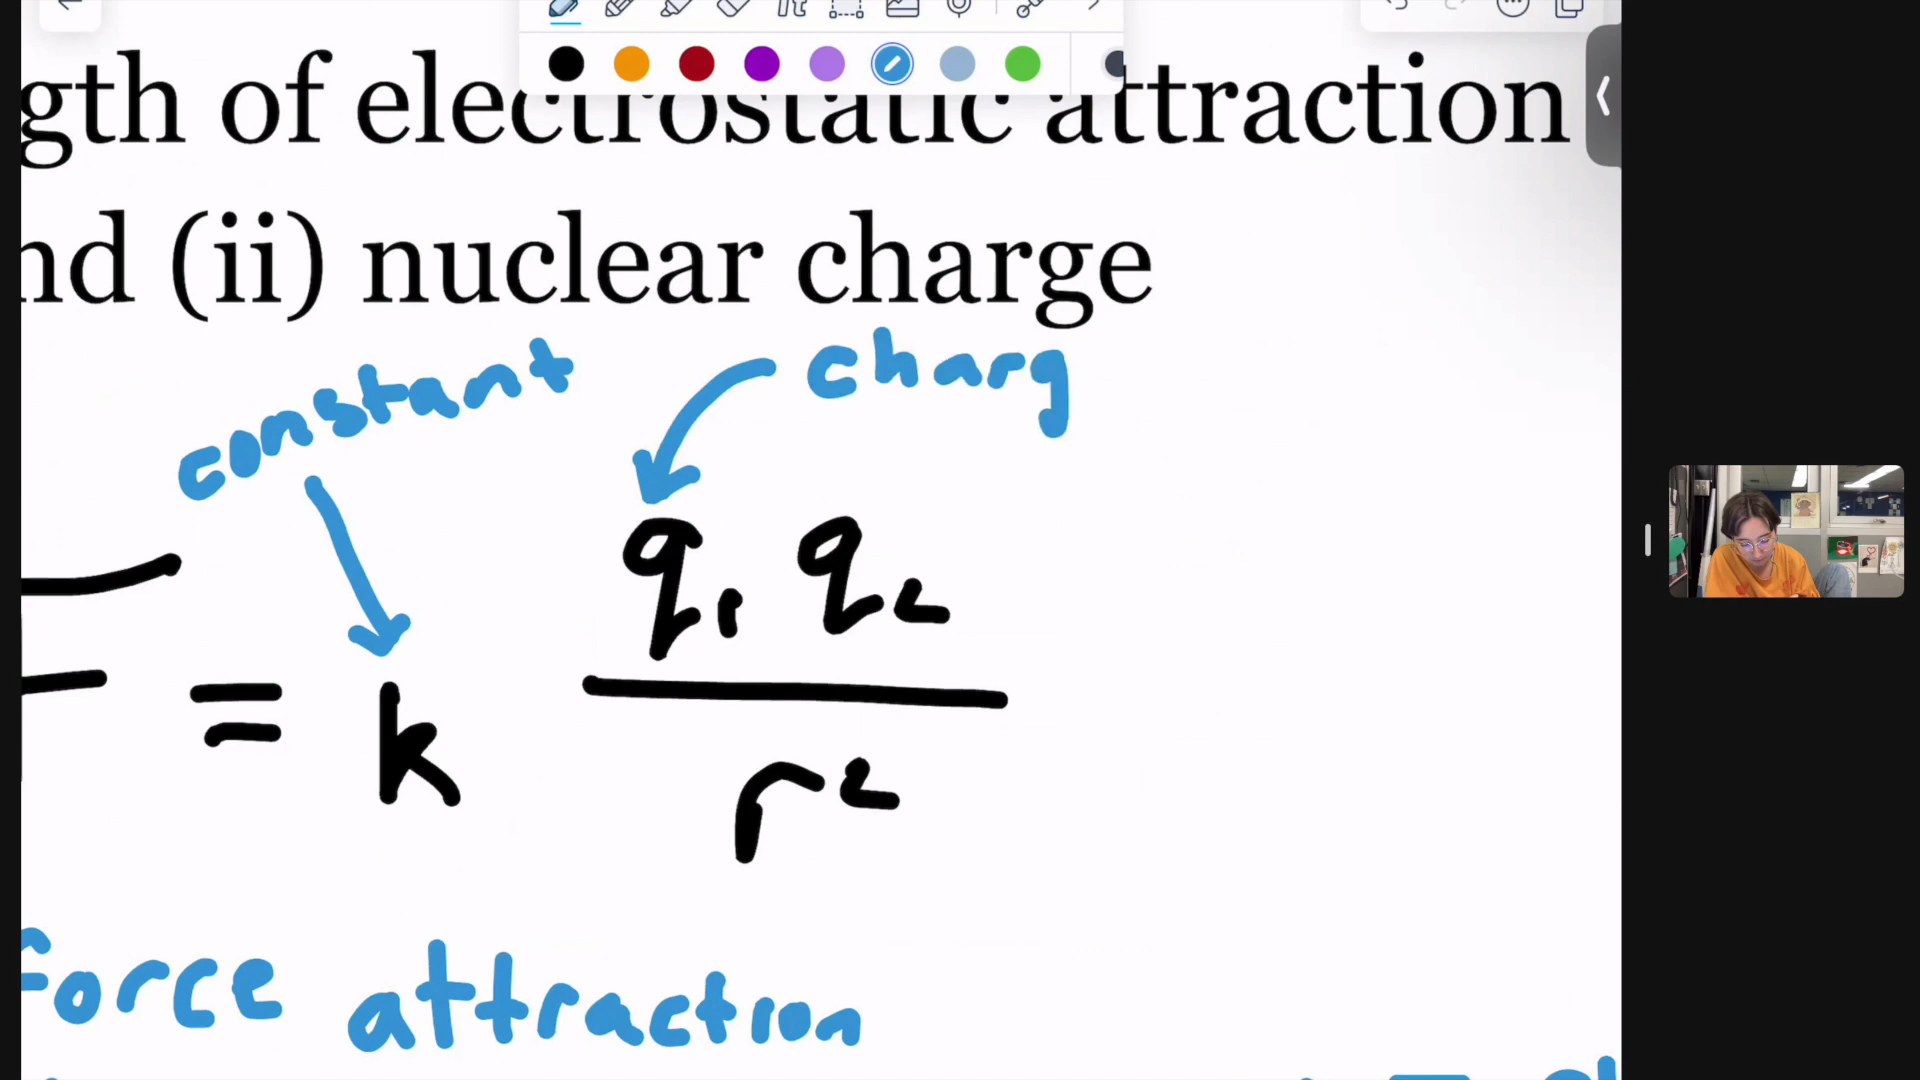 gth of electrostatic attraction
nd (ii) nuclear charge
constant
charg
= k q₁ q₂
r²
force attraction